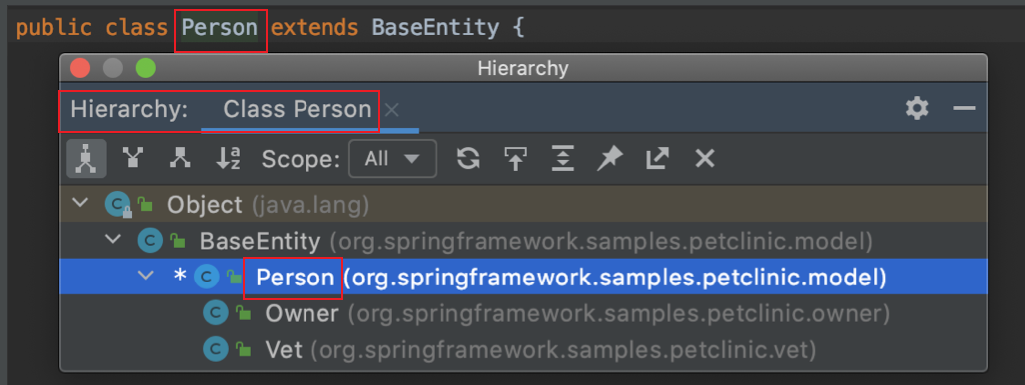 public class Person extends BaseEntity {
Hierarchy
Hierarchy: Class Person
Scope: All
Object (java.lang)
BaseEntity (org.springframework.samples.petclinic.model)
* Person (org.springframework.samples.petclinic.model)
Owner (org.springframework.samples.petclinic.owner)
Vet (org.springframework.samples.petclinic.vet)